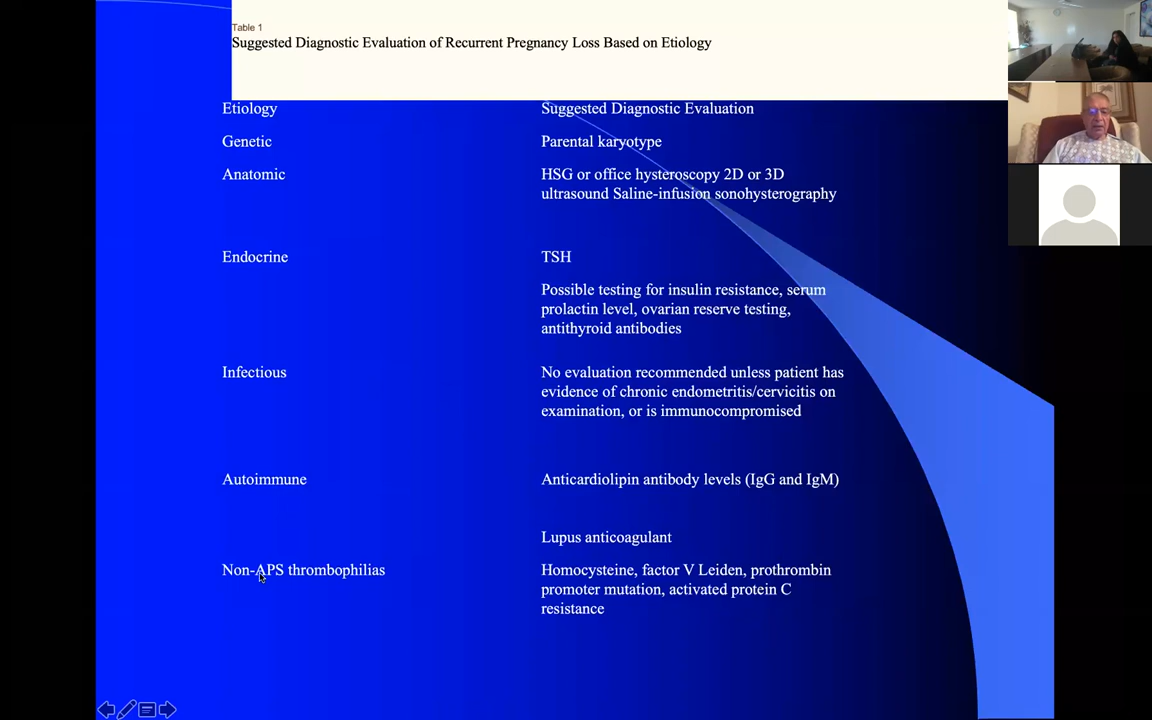 Table 1
Suggested Diagnostic Evaluation of Recurrent Pregnancy Loss Based on Etiology
Etiology
Suggested Diagnostic Evaluation
Genetic
Parental karyotype
Anatomic
HSG or office hysteroscopy 2D or 3D
ultrasound Saline-infusion sonohysterography
Endocrine
TSH
Possible testing for insulin resistance, serum
prolactin level, ovarian reserve testing,
antithyroid antibodies
Infectious
No evaluation recommended unless patient has
evidence of chronic endometritis/cervicitis on
examination, or is immunocompromised
Autoimmune
Anticardiolipin antibody levels (IgG and IgM)
Lupus anticoagulant
Non-APS thrombophilias
Homocysteine, factor V Leiden, prothrombin
promoter mutation, activated protein C
resistance